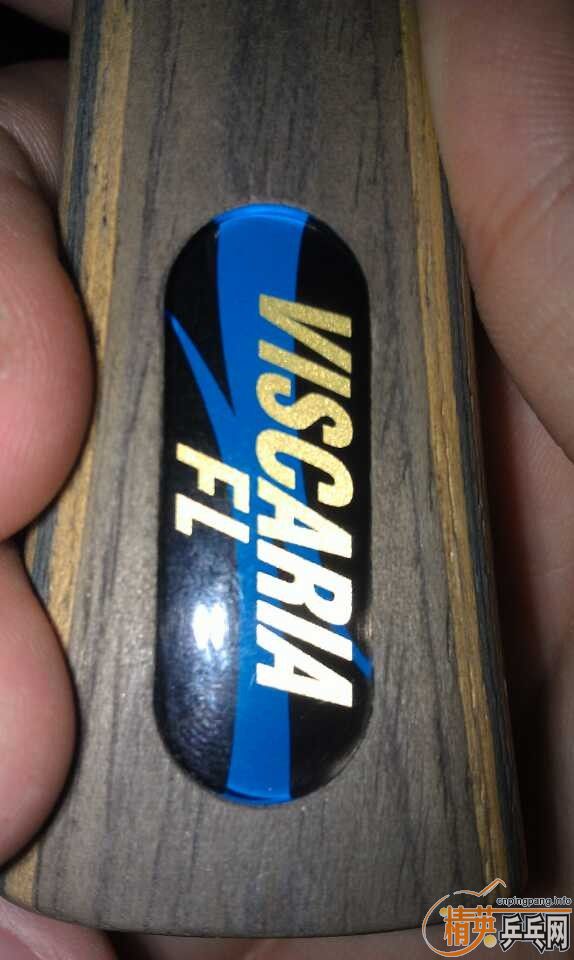 VISCARIA
FL
cnpingpang.info
精英乒乓网